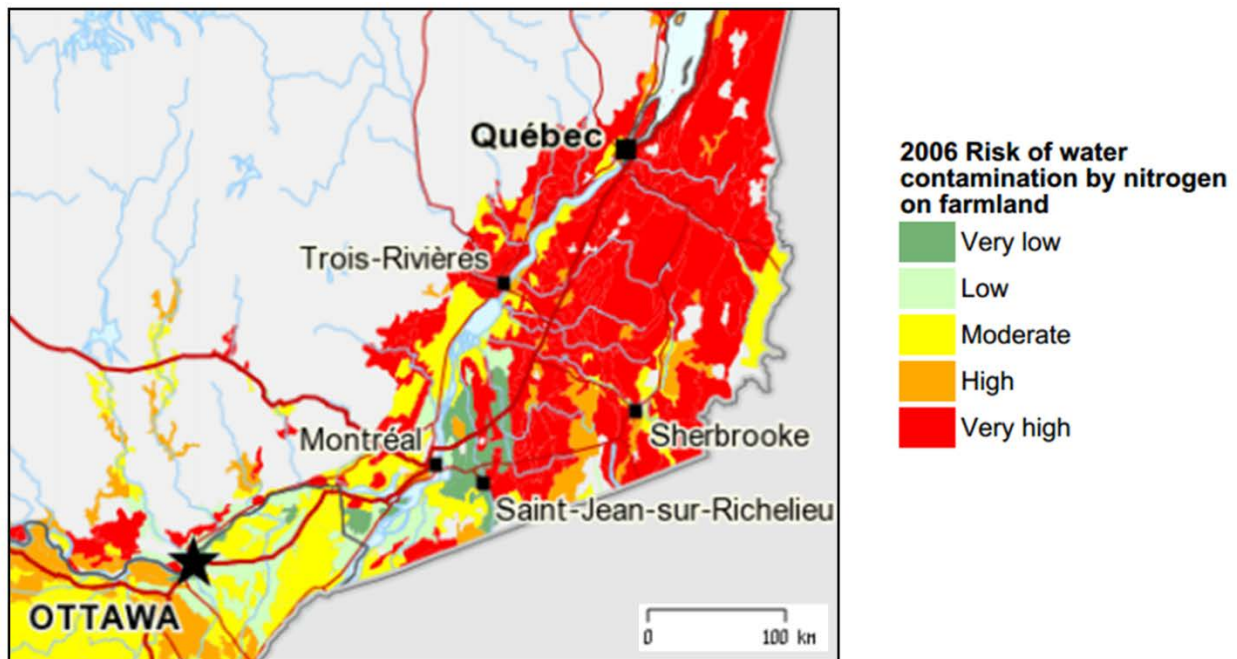 Québec
Trois-Rivières
Montréal
Sherbrooke
Saint-Jean-sur-Richelieu
OTTAWA
0 100 km
2006 Risk of water
contamination by nitrogen
on farmland
Very low
Low
Moderate
High
Very high